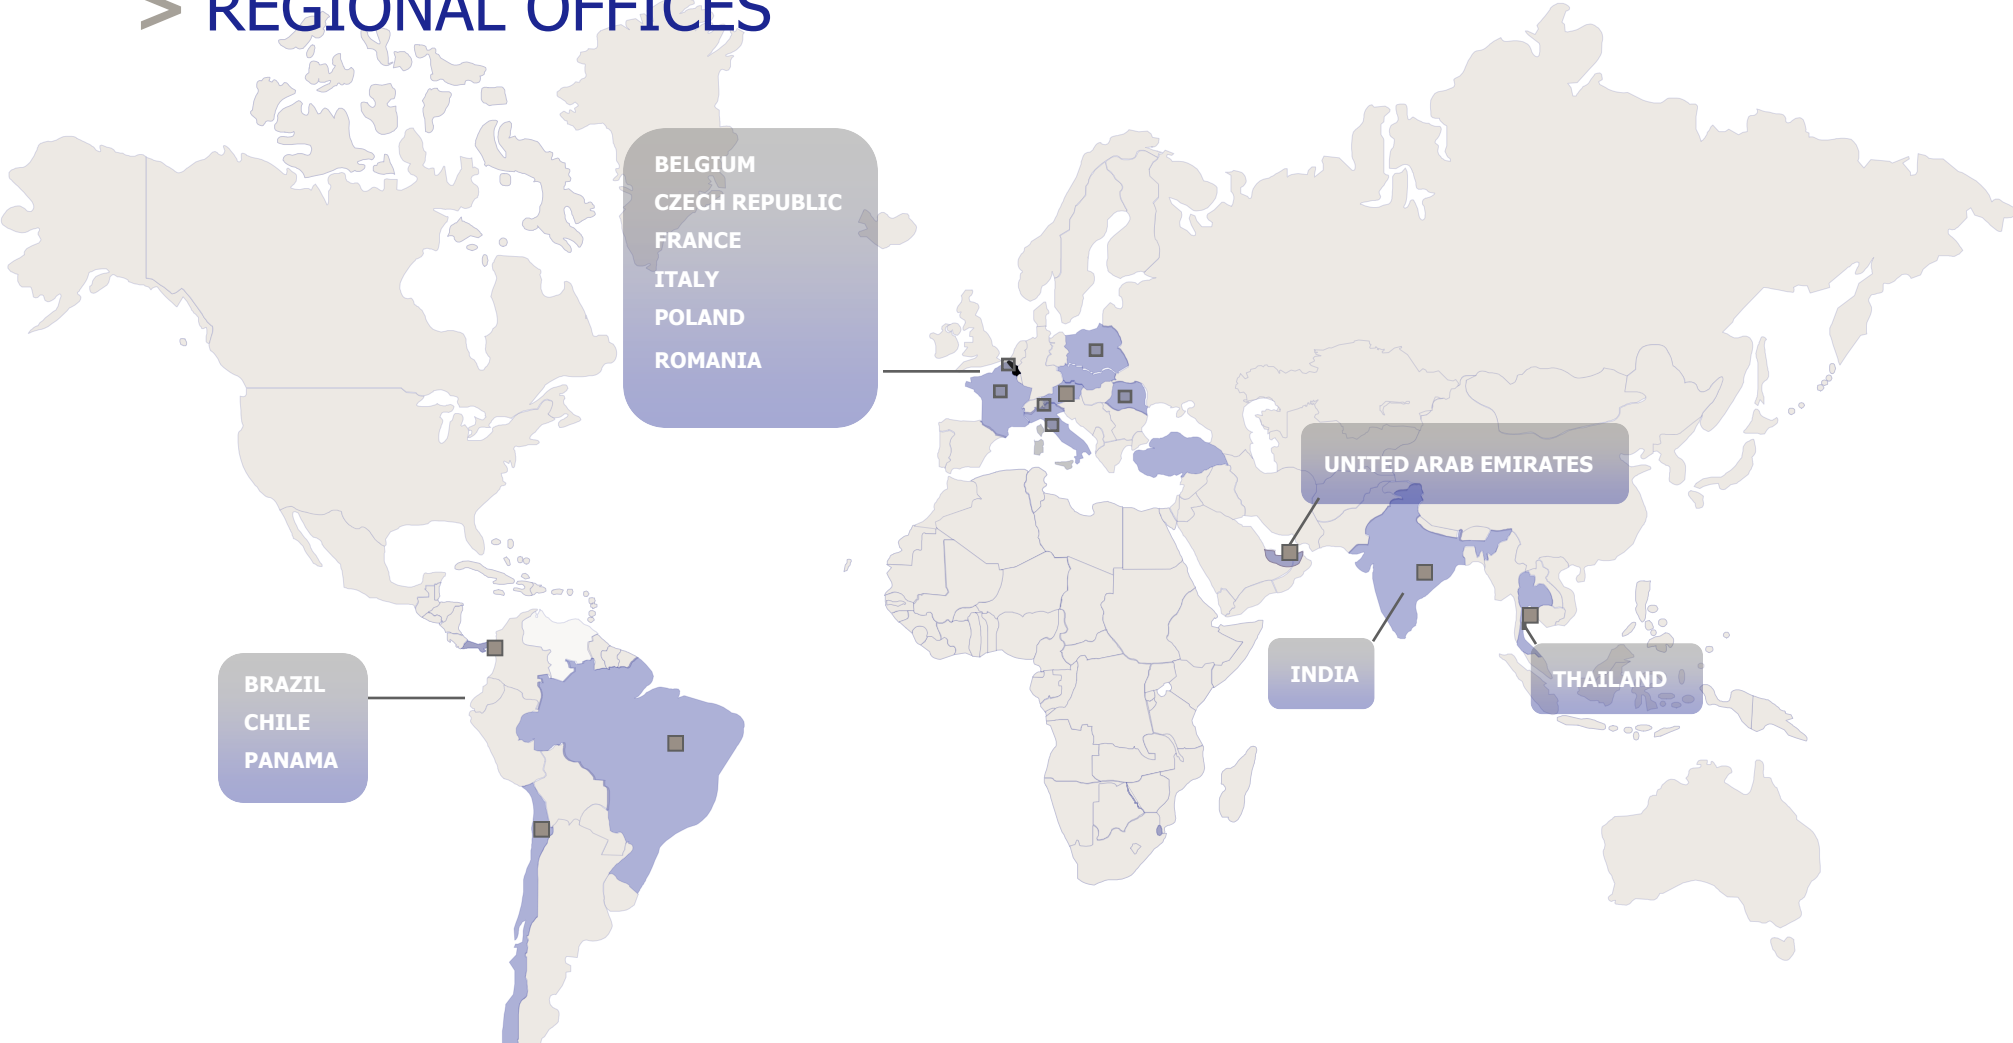 > REGIONAL OFFICES
BELGIUM
CZECH REPUBLIC
FRANCE
ITALY
POLAND
ROMANIA
UNITED ARAB EMIRATES
INDIA
THAILAND
BRAZIL
CHILE
PANAMA